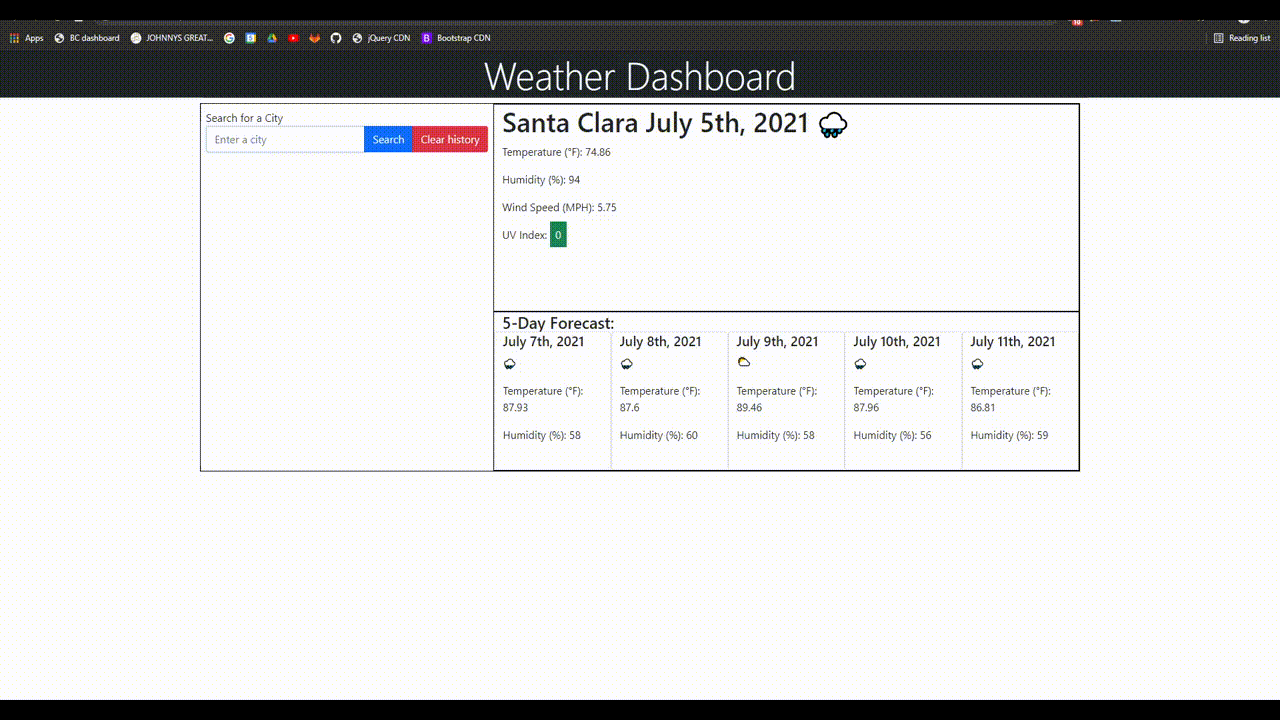 Apps BC dashboard JOHNNYS GREAT... jQuery CDN B Bootstrap CDN Reading list
Weather Dashboard
Search for a City
Enter a city Search Clear history
Santa Clara July 5th, 2021
Temperature (°F): 74.86
Humidity (%): 94
Wind Speed (MPH): 5.75
UV Index: 0
5-Day Forecast:
July 7th, 2021
Temperature (°F):
87.93
Humidity (%): 58
July 8th, 2021
Temperature (°F):
87.6
Humidity (%): 60
July 9th, 2021
Temperature (°F):
89.46
Humidity (%): 58
July 10th, 2021
Temperature (°F):
87.96
Humidity (%): 56
July 11th, 2021
Temperature (°F):
86.81
Humidity (%): 59